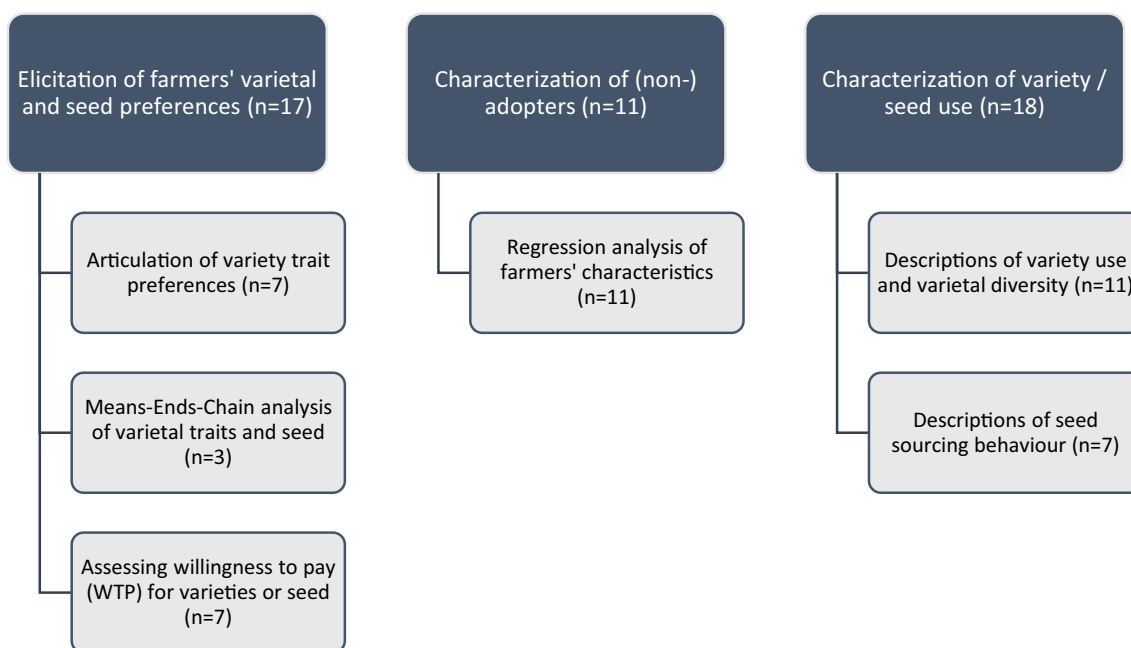 Elicitation of farmers' varietal
and seed preferences (n=17)
Articulation of variety trait
preferences (n=7)
Means-Ends-Chain analysis
of varietal traits and seed
(n=3)
Assessing willingness to pay
(WTP) for varieties or seed
(n=7)
Characterization of (non-)
adopters (n=11)
Regression analysis of
farmers' characteristics
(n=11)
Characterization of variety /
seed use (n=18)
Descriptions of variety use
and varietal diversity (n=11)
Descriptions of seed
sourcing behaviour (n=7)